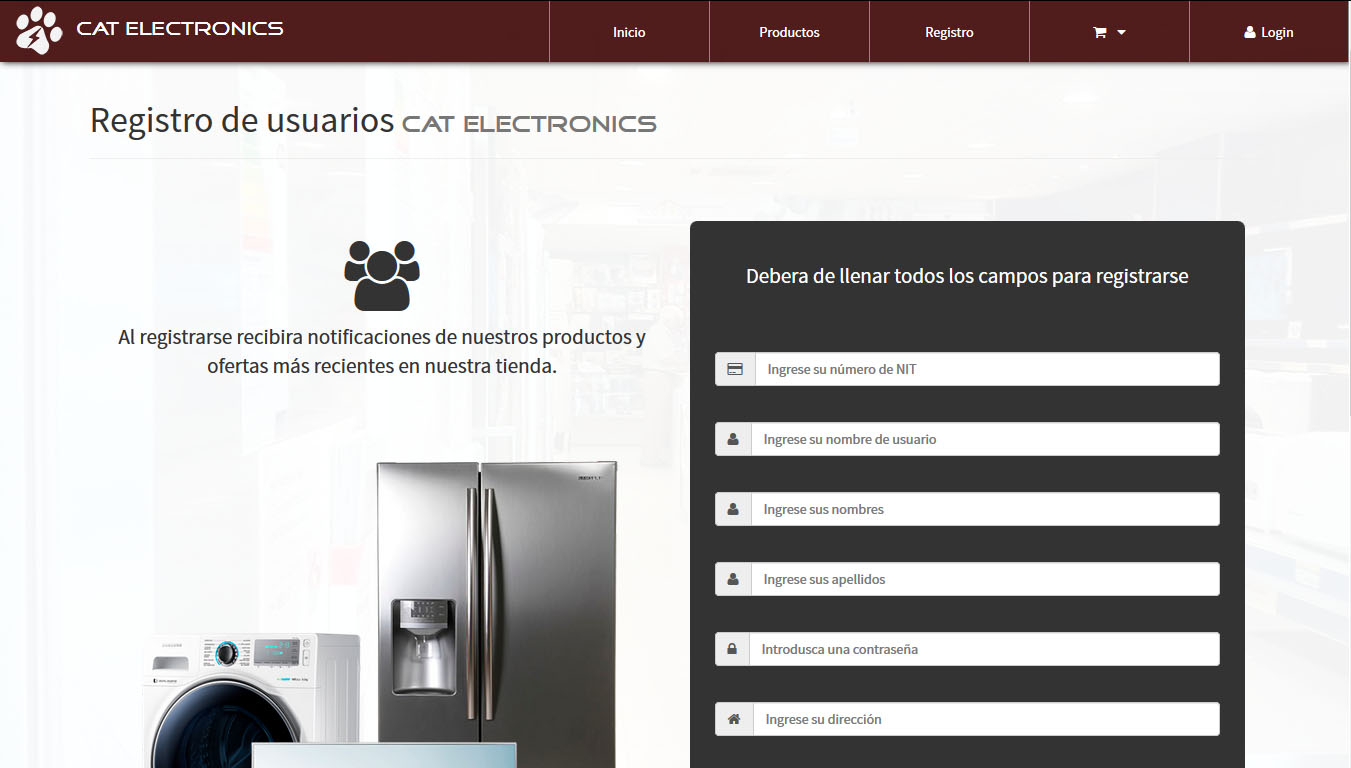 CAT ELECTRONICS
Inicio
Productos
Registro
Login
Registro de usuarios CAT ELECTRONICS
Al registrarse recibira notificaciones de nuestros productos y
ofertas más recientes en nuestra tienda.
Debera de llenar todos los campos para registrarse
Ingrese su número de NIT
Ingrese su nombre de usuario
Ingrese sus nombres
Ingrese sus apellidos
Introdusca una contraseña
Ingrese su dirección
SAMSUNG